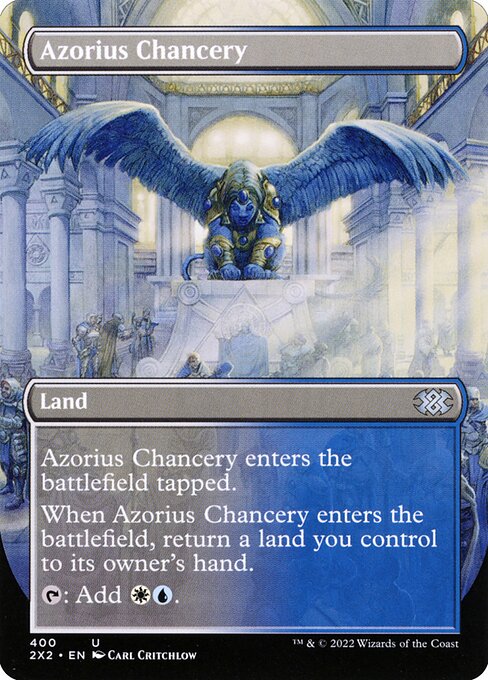 Azorius Chancery
Land
Azorius Chancery enters the
battlefield tapped.
When Azorius Chancery enters the
battlefield, return a land you control
to its owner's hand.
: Add .
400 U
2X2 • EN Carl Critchlow
™ & © 2022 Wizards of the Coast